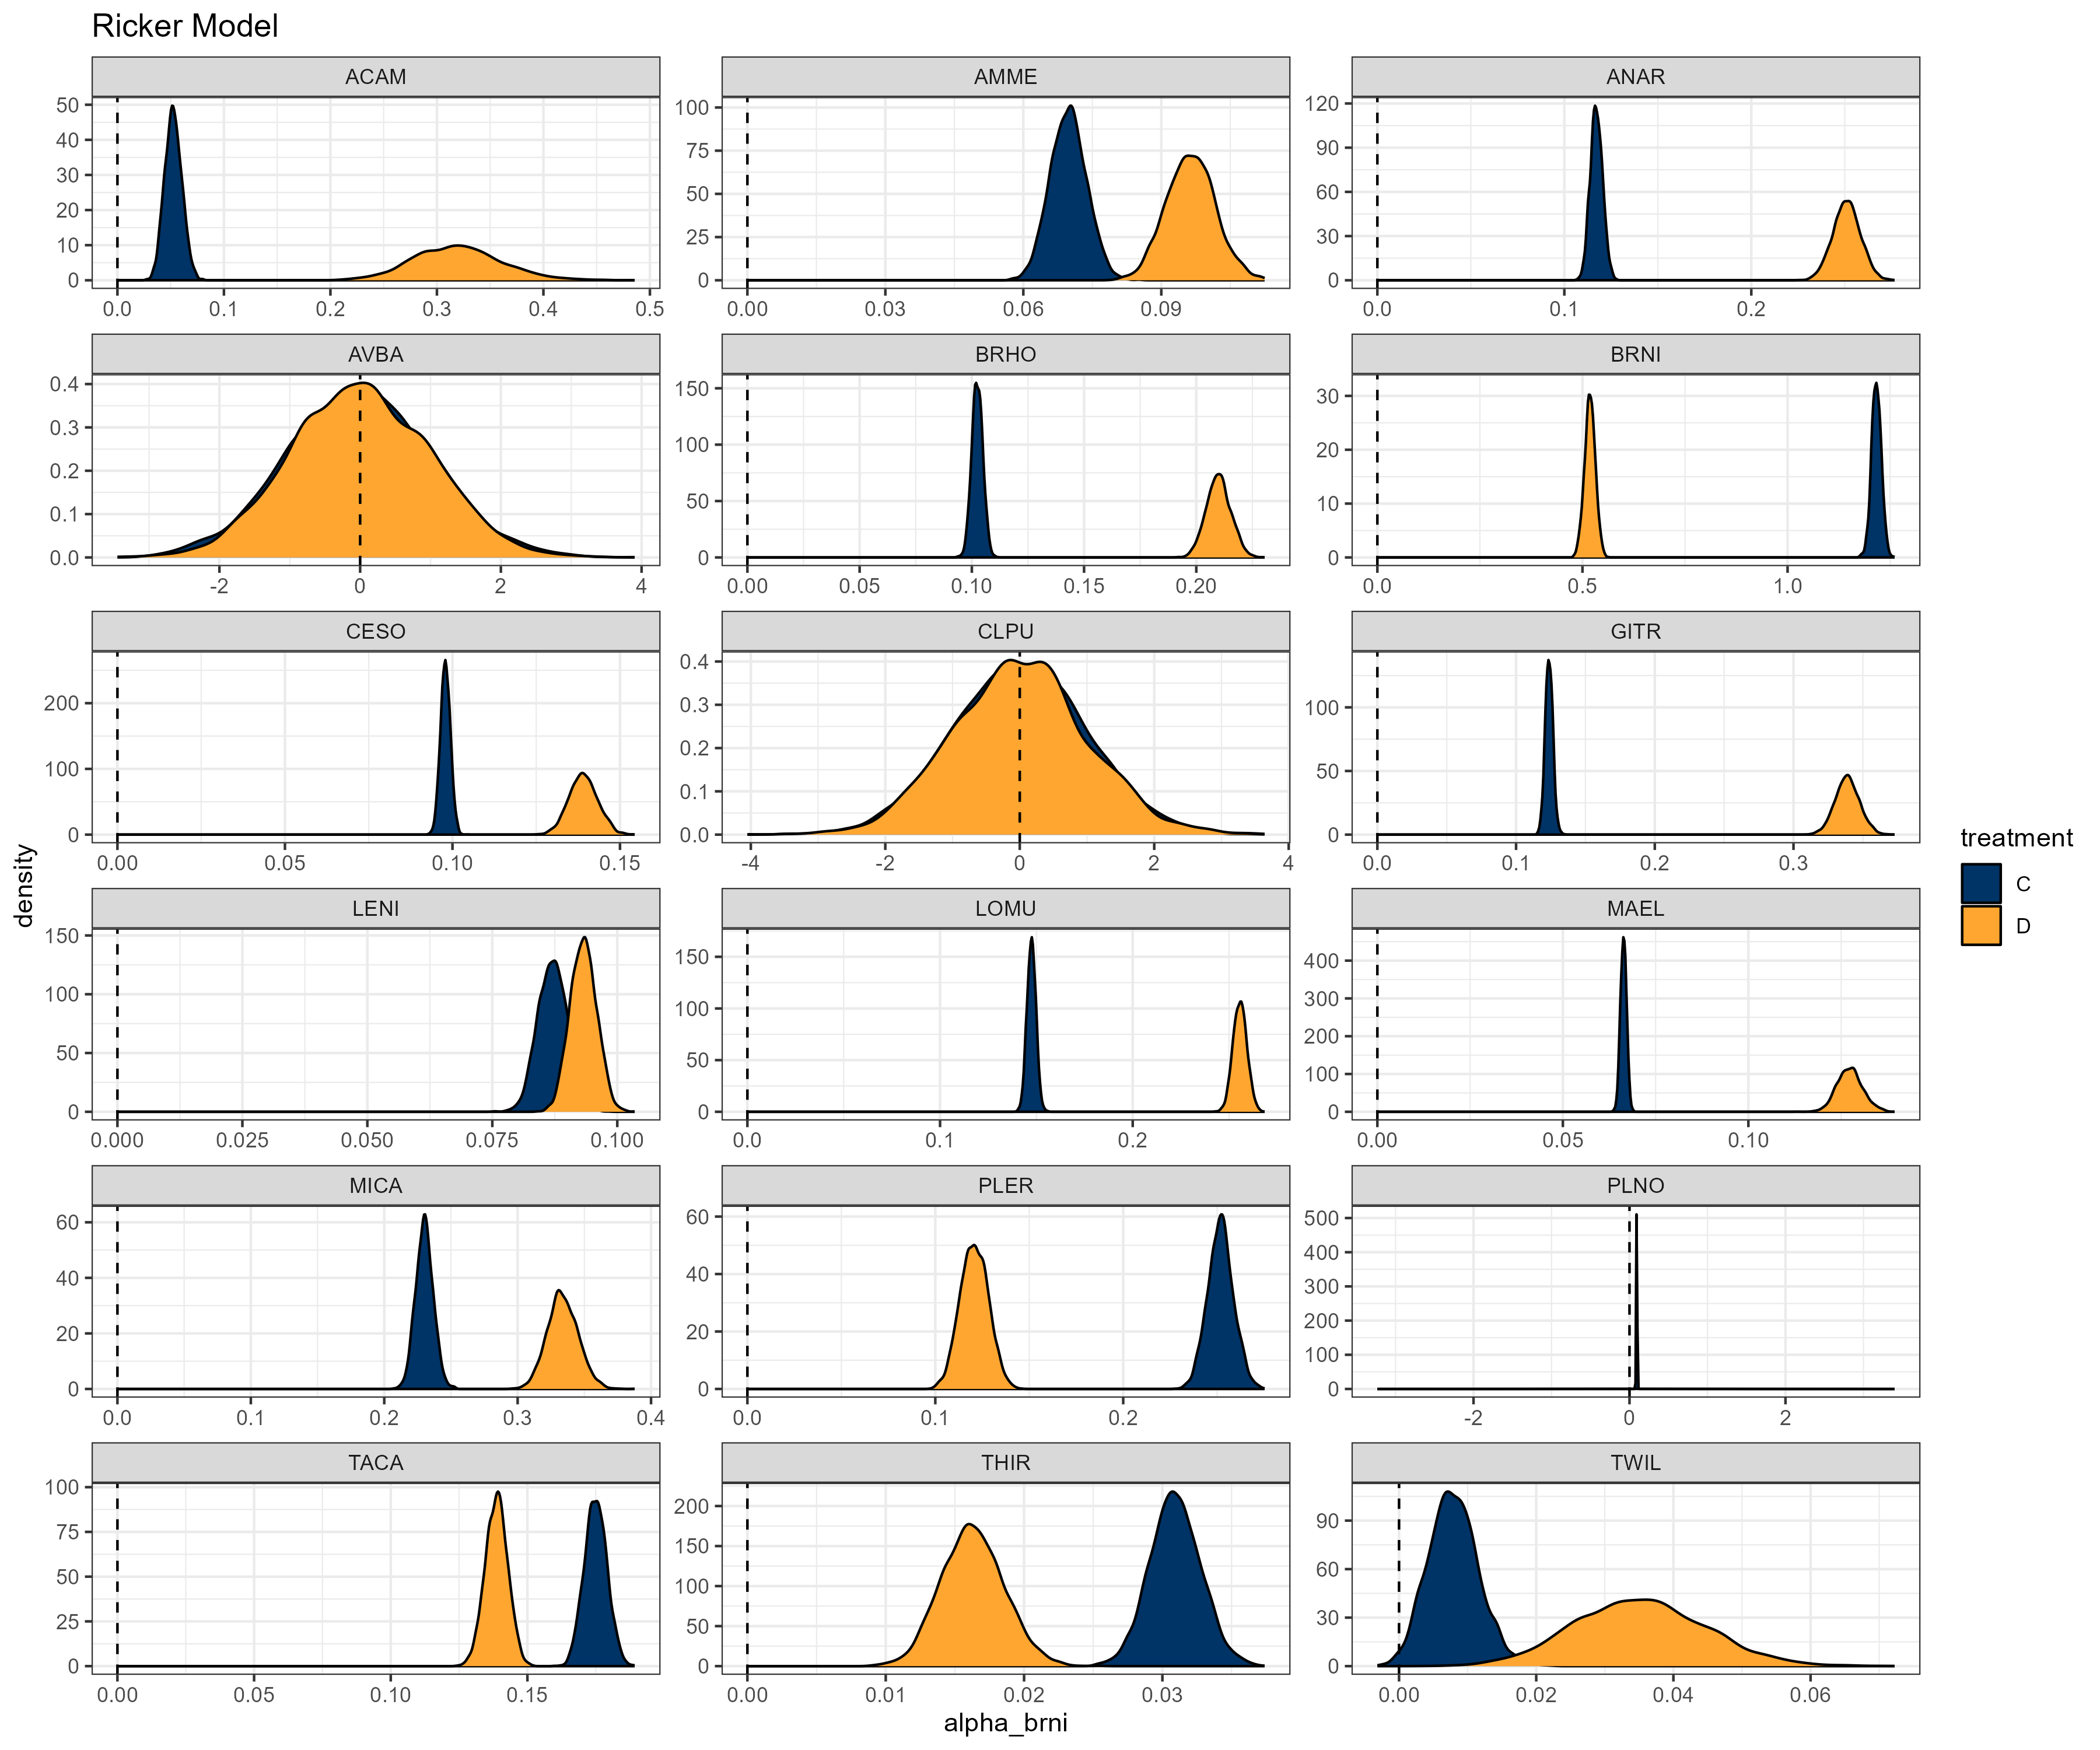 Ricker Model
ACAM AMME ANAR
50 40 30 20 10 0
100 75 50 25 0
120 90 60 30 0
0.0 0.1 0.2 0.3 0.4 0.5
0.00 0.03 0.06 0.09
0.0 0.1 0.2
AVBA BRHO BRNI
0.4 0.3 0.2 0.1 0.0
150 100 50 0
30 20 10 0
-2 0 2 4
0.00 0.05 0.10 0.15 0.20
0.0 0.5 1.0
CESO CLPU GITR
200 100 0
0.4 0.3 0.2 0.1 0.0
100 50 0
0.00 0.05 0.10 0.15
-4 -2 0 2 4
0.0 0.1 0.2 0.3
LENI LOMU MAEL
150 100 50 0
150 100 50 0
400 300 200 100 0
0.000 0.025 0.050 0.075 0.100
0.0 0.1 0.2
0.00 0.05 0.10
MICA PLER PLNO
60 40 20 0
60 40 20 0
500 400 300 200 100 0
0.0 0.1 0.2 0.3 0.4
0.0 0.1 0.2
-2 0 2
TACA THIR TWIL
100 75 50 25 0
200 150 100 50 0
90 60 30 0
0.00 0.05 0.10 0.15
0.00 0.01 0.02 0.03
0.00 0.02 0.04 0.06
density
alpha_brni
treatment
C
D